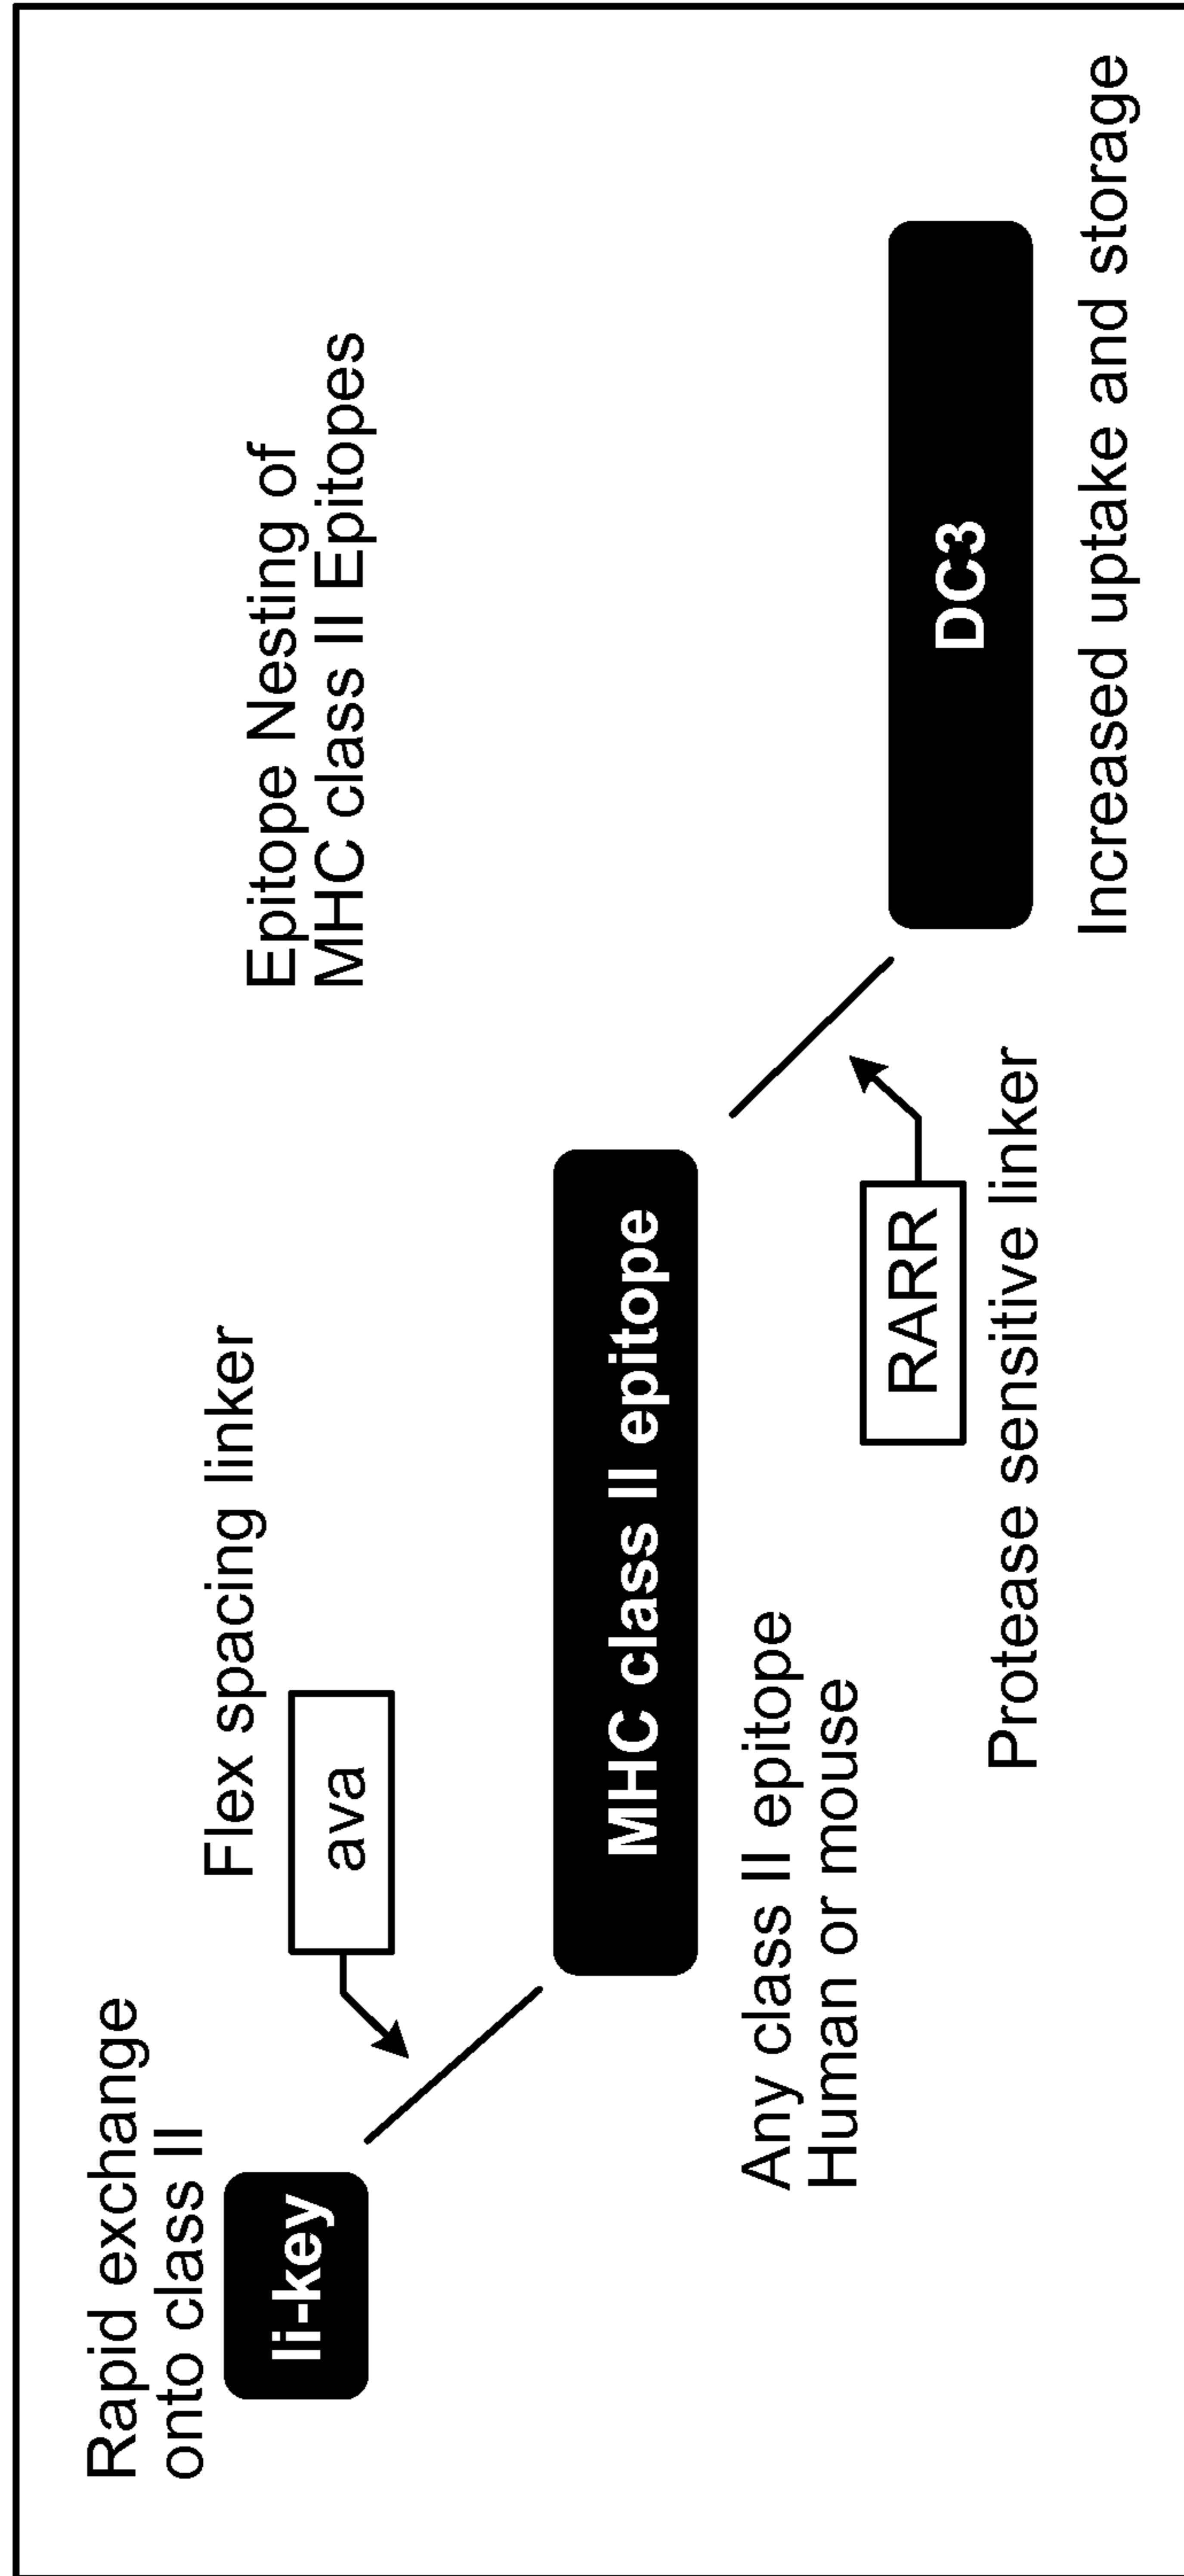 Rapid exchange
onto class II
Ii-key
Flex spacing linker
ava
Epitope Nesting of
MHC class II Epitopes
MHC class II epitope
Any class II epitope
Human or mouse
RARR
Protease sensitive linker
DC3
Increased uptake and storage